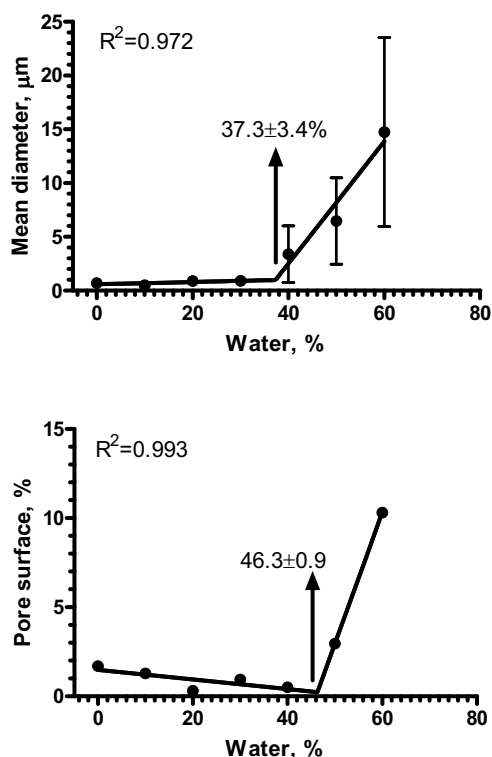 R²=0.972
25
20
15
10
5
0
Mean diameter, μm
37.3±3.4%
0 20 40 60 80
Water, %
R²=0.993
15
10
5
0
Pore surface, %
46.3±0.9
0 20 40 60 80
Water, %